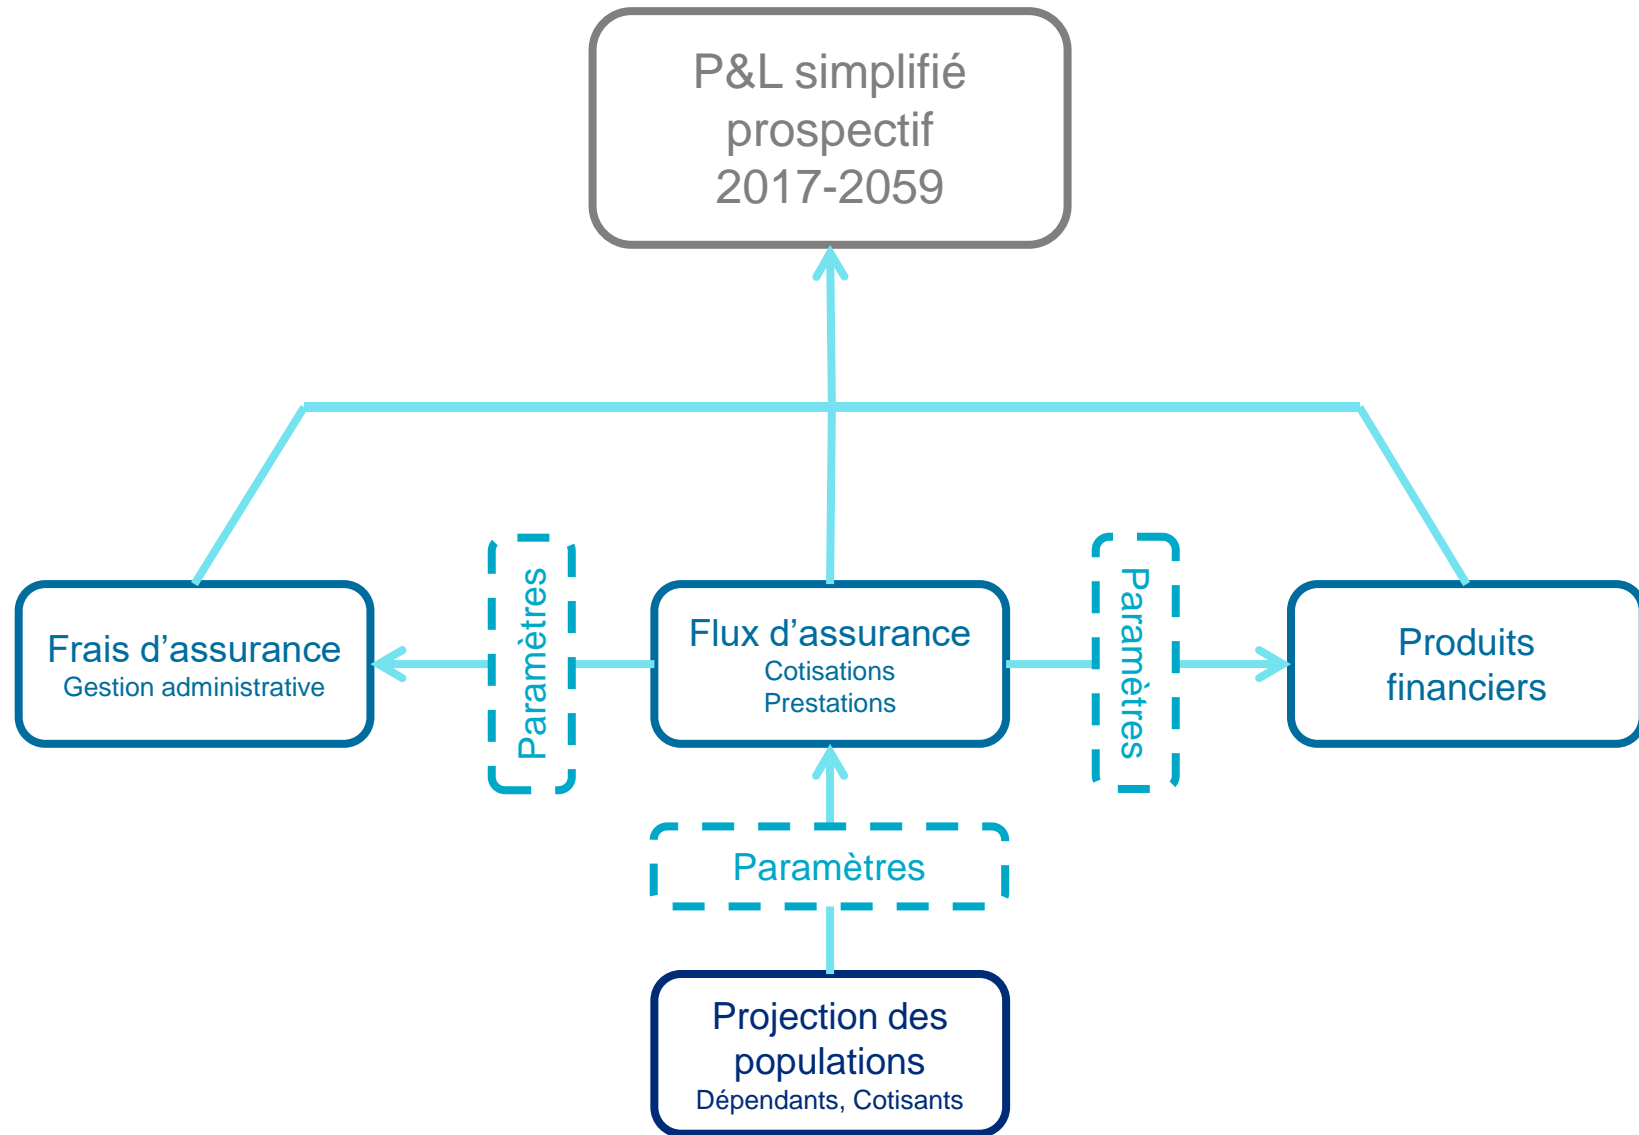 P&L simplifié
prospectif
2017-2059
Frais d’assurance
Gestion administrative
Paramètres
Flux d’assurance
Cotisations
Prestations
Paramètres
Produits
financiers
Paramètres
Projection des
populations
Dépendants, Cotisants